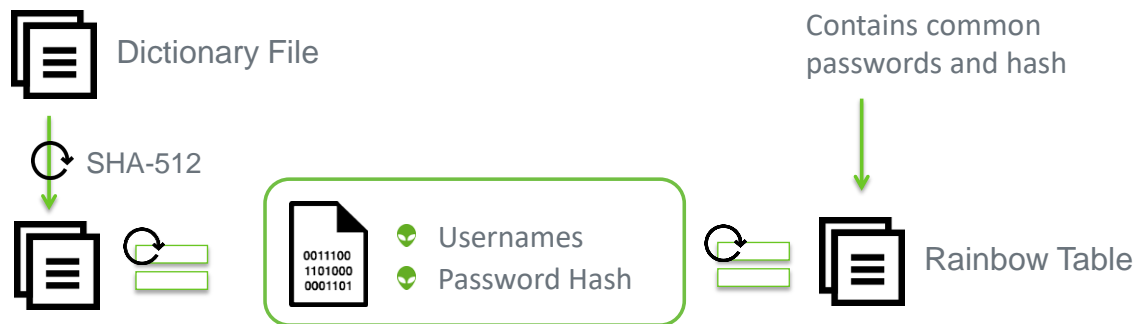 Dictionary File
Contains common
passwords and hash
SHA-512
0011100
1101000
0001101
Usernames
Password Hash
Rainbow Table